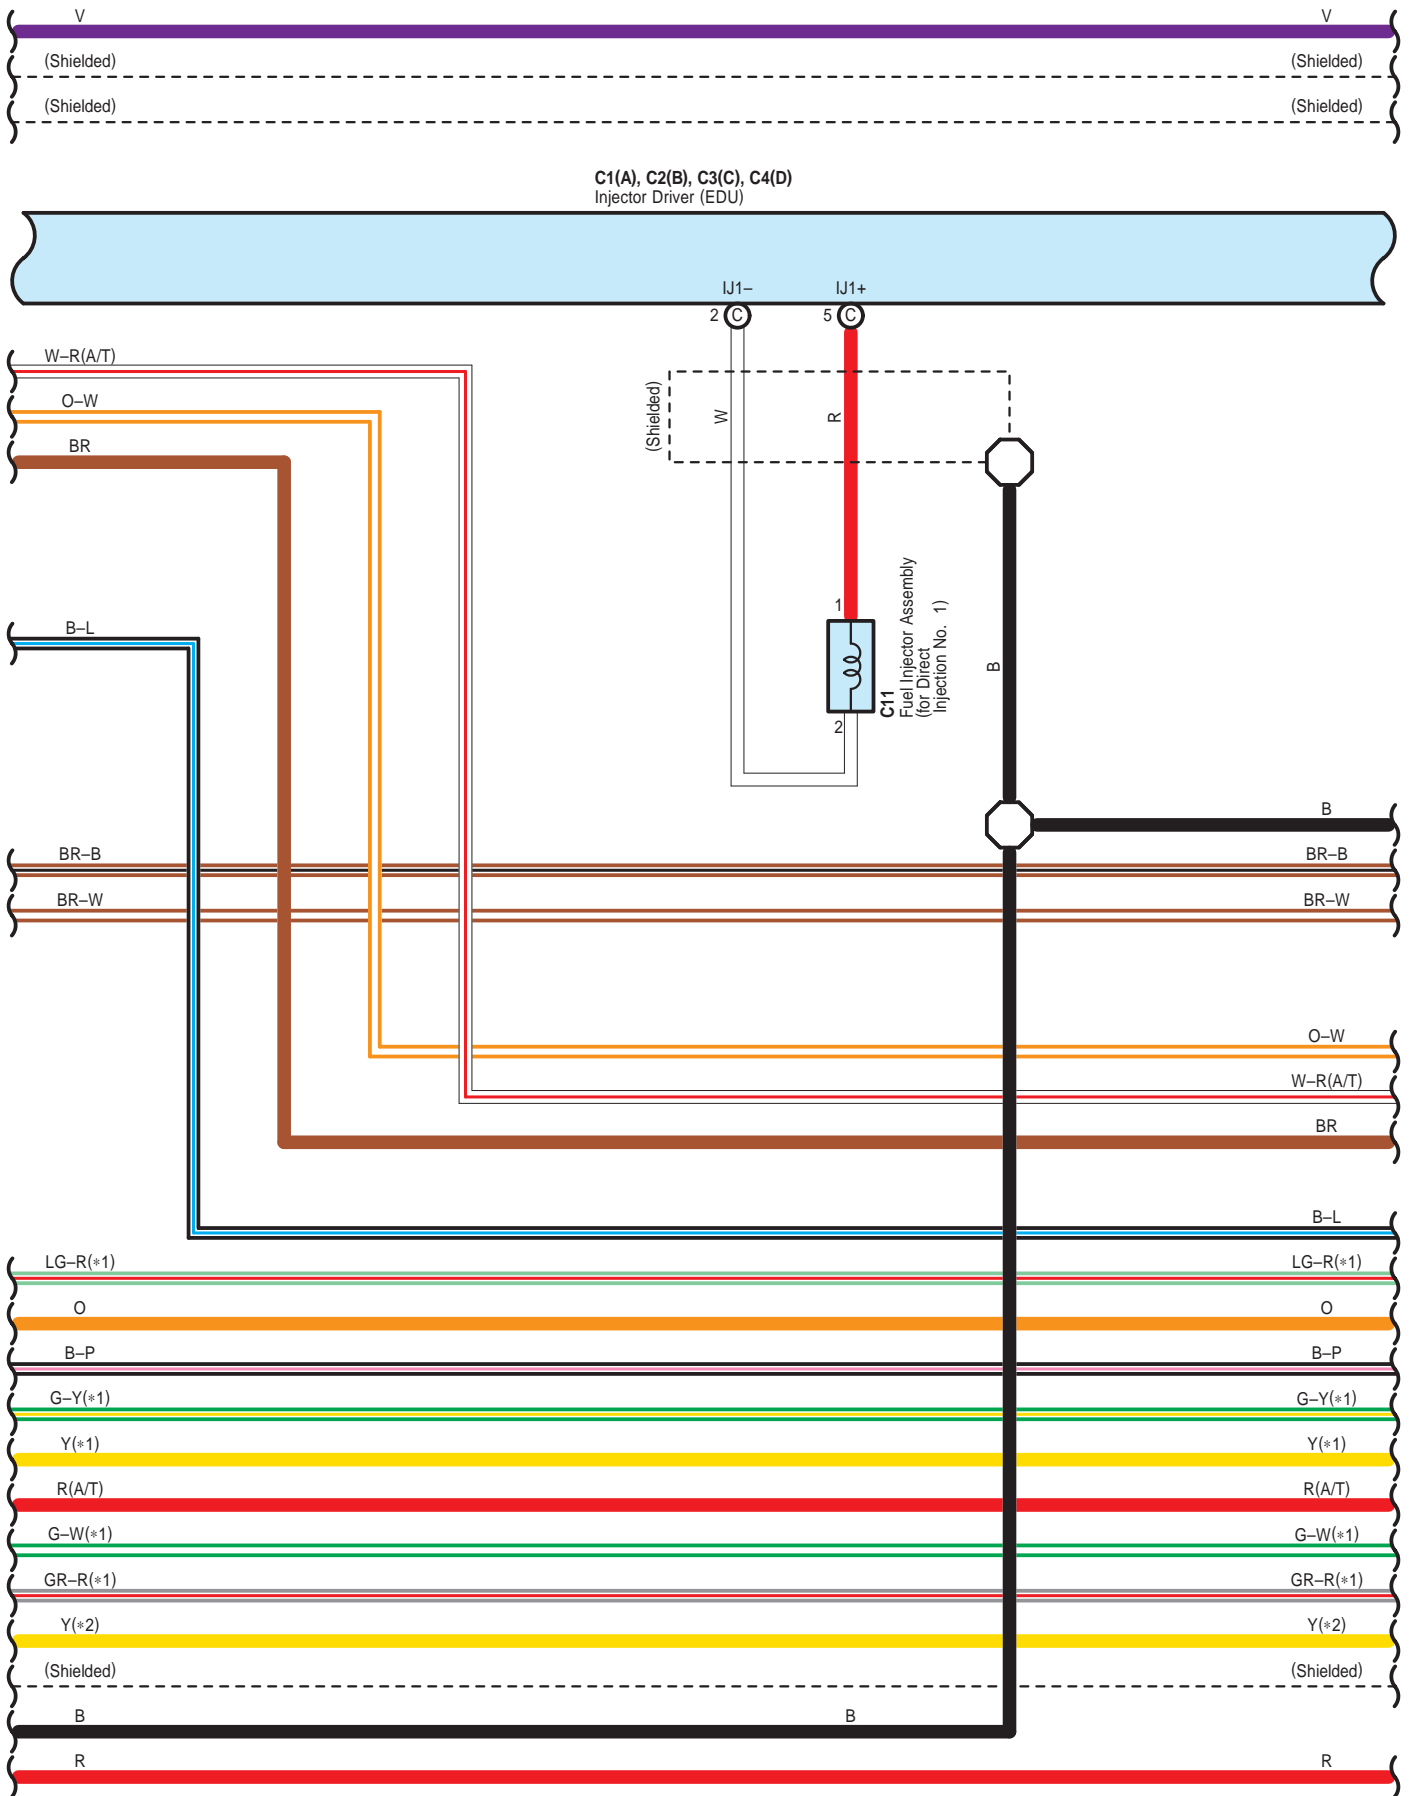 V V
(Shielded) (Shielded)
(Shielded) (Shielded)
C1(A), C2(B), C3(C), C4(D)
Injector Driver (EDU)
IJ1– IJ1+
2 C 5 C
W–R(A/T)
O–W
BR
(Shielded)
W
R
1
2
C11
Fuel Injector Assembly
(for Direct
Injection No. 1)
B
B–L
B
BR–B BR–B
BR–W BR–W
O–W
W–R(A/T)
BR
B–L
LG–R(*1) LG–R(*1)
O O
B–P B–P
G–Y(*1) G–Y(*1)
Y(*1) Y(*1)
R(A/T) R(A/T)
G–W(*1) G–W(*1)
GR–R(*1) GR–R(*1)
Y(*2) Y(*2)
(Shielded) (Shielded)
B B
R R